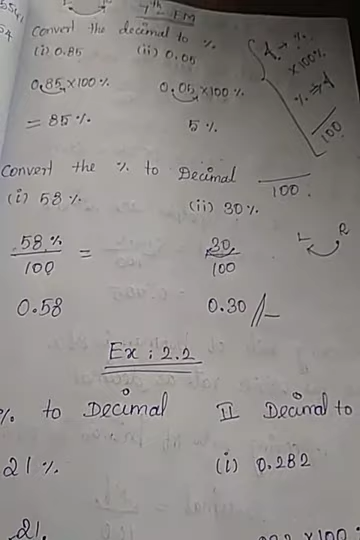 7th EM
Convert the decimal to %
(i) 0.85 (ii) 0.05
d → %
×100%
% ⇒ d
/100
0.85 × 100% 0.05 × 100%
= 85% 5%
Convert the % to Decimal /100
(i) 58% (ii) 30%
L R
58%/100 = 30/100
0.58 0.30
Ex: 2.2
% to Decimal II Decimal to
21% (i) 0.282
21